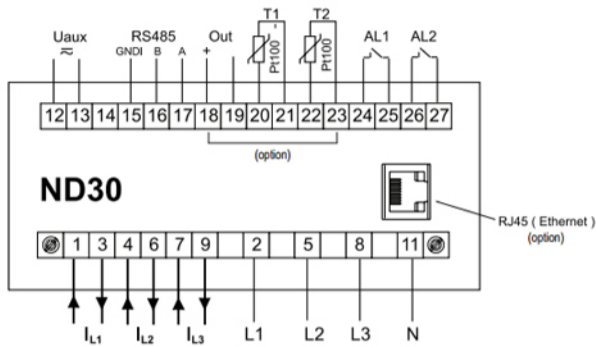 T1 T2
Uaux RS485 Out AL1 AL2
GNDI B A + -
Pt100 Pt100
12 13 14 15 16 17 18 19 20 21 22 23 24 25 26 27
(option)
ND30
RJ45 ( Ethernet )
(option)
1 3 4 6 7 9 2 5 8 11
IL1 IL2 IL3 L1 L2 L3 N